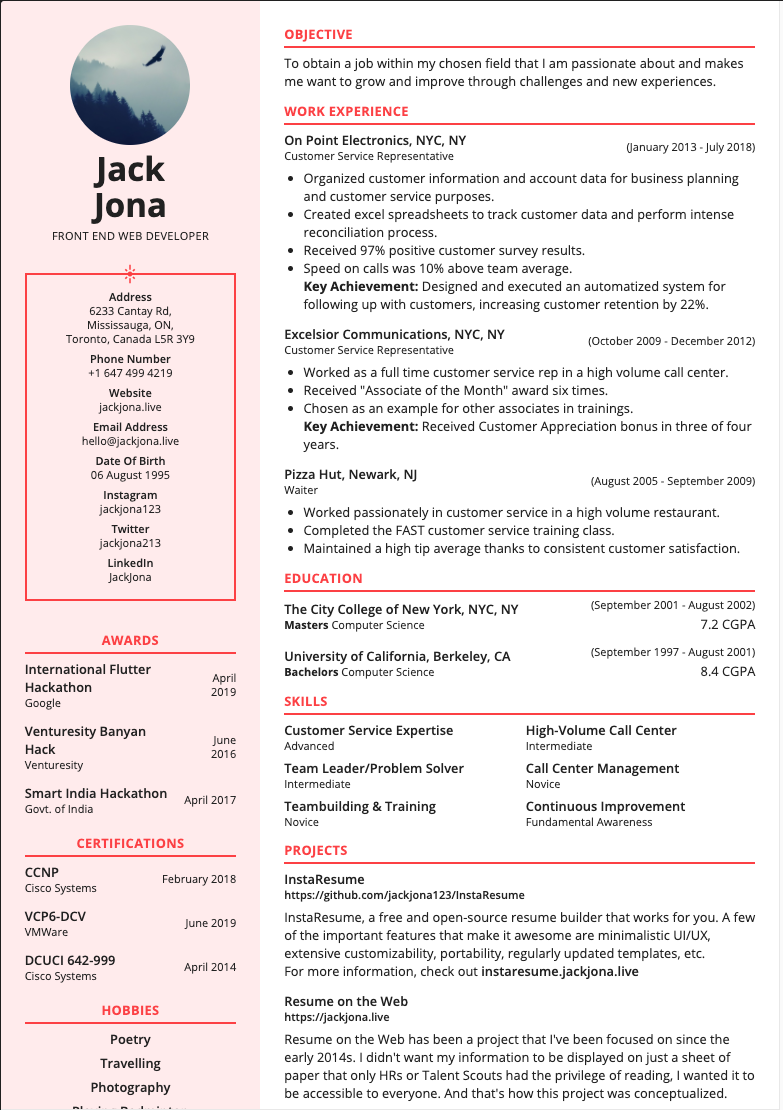 Jack
Jona
FRONT END WEB DEVELOPER
Address
6233 Cantay Rd,
Mississauga, ON,
Toronto, Canada L5R 3Y9
Phone Number
+1 647 499 4219
Website
jackjona.live
Email Address
hello@jackjona.live
Date Of Birth
06 August 1995
Instagram
jackjona123
Twitter
jackjona213
LinkedIn
JackJona
AWARDS
International Flutter
Hackathon
Google
April
2019
Venturesity Banyan
Hack
Venturesity
June
2016
Smart India Hackathon
Govt. of India
April 2017
CERTIFICATIONS
CCNP
Cisco Systems
February 2018
VCP6-DCV
VMWare
June 2019
DCUCI 642-999
Cisco Systems
April 2014
HOBBIES
Poetry
Travelling
Photography
OBJECTIVE
To obtain a job within my chosen field that I am passionate about and makes
me want to grow and improve through challenges and new experiences.
WORK EXPERIENCE
On Point Electronics, NYC, NY
Customer Service Representative
(January 2013 - July 2018)
• Organized customer information and account data for business planning
and customer service purposes.
• Created excel spreadsheets to track customer data and perform intense
reconciliation process.
• Received 97% positive customer survey results.
• Speed on calls was 10% above team average.
Key Achievement: Designed and executed an automatized system for
following up with customers, increasing customer retention by 22%.
Excelsior Communications, NYC, NY
Customer Service Representative
(October 2009 - December 2012)
• Worked as a full time customer service rep in a high volume call center.
• Received "Associate of the Month" award six times.
• Chosen as an example for other associates in trainings.
Key Achievement: Received Customer Appreciation bonus in three of four
years.
Pizza Hut, Newark, NJ
Waiter
(August 2005 - September 2009)
• Worked passionately in customer service in a high volume restaurant.
• Completed the FAST customer service training class.
• Maintained a high tip average thanks to consistent customer satisfaction.
EDUCATION
The City College of New York, NYC, NY
Masters Computer Science
(September 2001 - August 2002)
7.2 CGPA
University of California, Berkeley, CA
Bachelors Computer Science
(September 1997 - August 2001)
8.4 CGPA
SKILLS
Customer Service Expertise
Advanced
High-Volume Call Center
Intermediate
Team Leader/Problem Solver
Intermediate
Call Center Management
Novice
Teambuilding & Training
Novice
Continuous Improvement
Fundamental Awareness
PROJECTS
InstaResume
https://github.com/jackjona123/InstaResume
InstaResume, a free and open-source resume builder that works for you. A few
of the important features that make it awesome are minimalistic UI/UX,
extensive customizability, portability, regularly updated templates, etc.
For more information, check out instaresume.jackjona.live
Resume on the Web
https://jackjona.live
Resume on the Web has been a project that I've been focused on since the
early 2014s. I didn't want my information to be displayed on just a sheet of
paper that only HRs or Talent Scouts had the privilege of reading, I wanted it to
be accessible to everyone. And that's how this project was conceptualized.